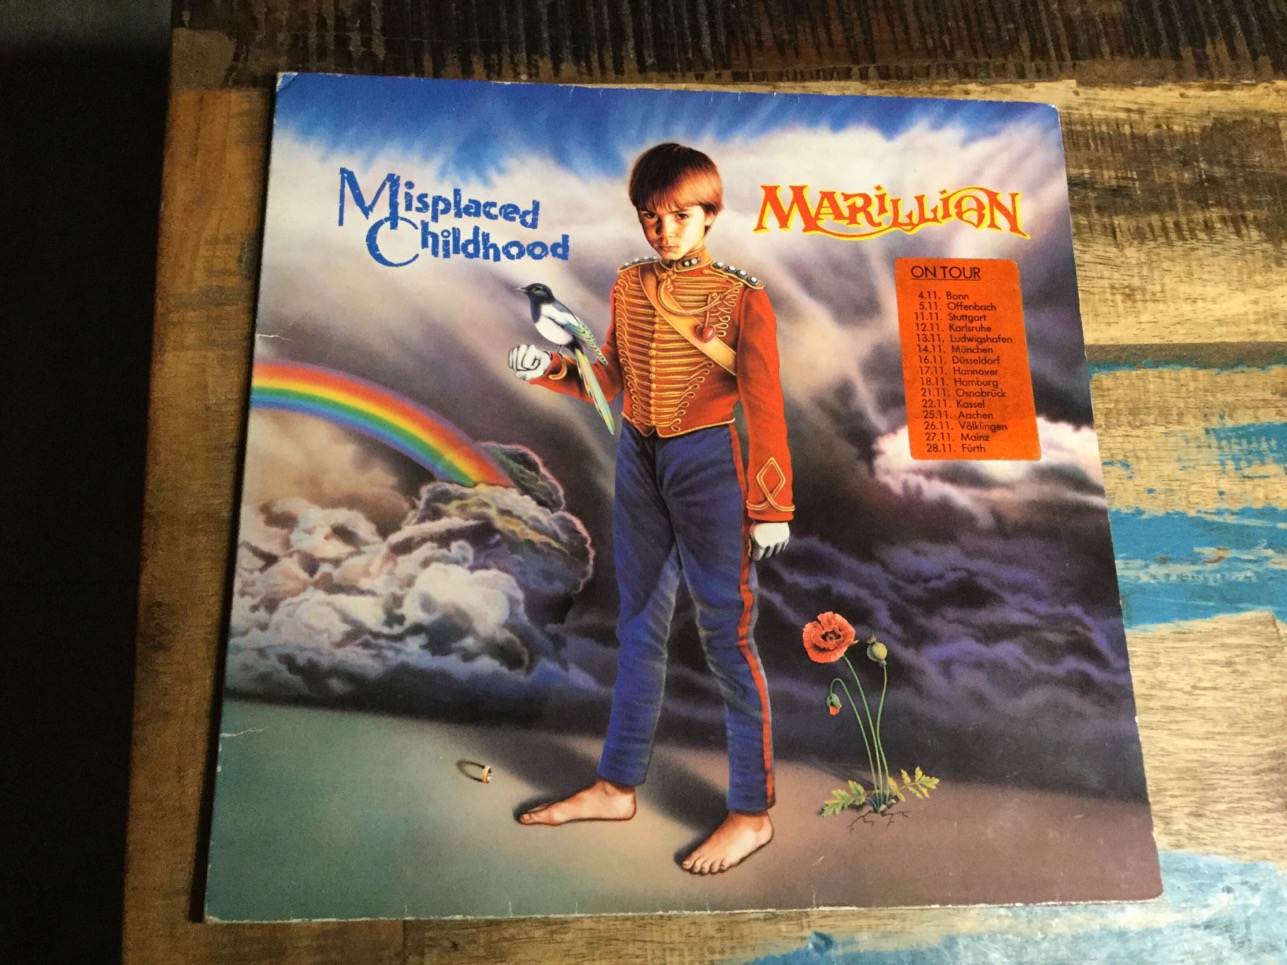 Misplaced
Childhood
MARILLION
ON TOUR
4.11. Bonn
5.11. Offenbach
11.11. Stuttgart
12.11. Karlsruhe
13.11. Ludwigshafen
14.11. München
16.11. Düsseldorf
17.11. Hannover
18.11. Hamburg
21.11. Osnabrück
22.11. Kassel
25.11. Aachen
26.11. Völklingen
27.11. Mainz
28.11. Fürth